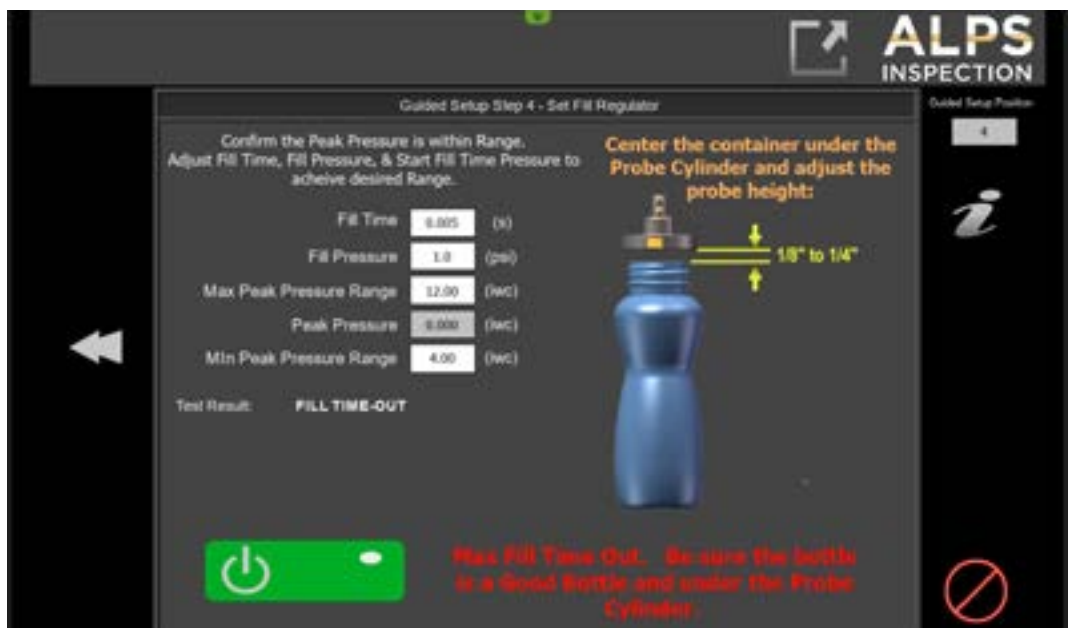 ALPS
INSPECTION
Guided Setup Step 4 - Set Fill Regulator
Guided Setup Position
4
Confirm the Peak Pressure is within Range.
Adjust Fill Time, Fill Pressure, & Start Fill Time Pressure to
acheive desired Range.
Center the container under the
Probe Cylinder and adjust the
probe height:
Fill Time 0.005 (s)
Fill Pressure 1.0 (psi)
Max Peak Pressure Range 12.00 (iwc)
Peak Pressure 0.000 (iwc)
MIn Peak Pressure Range 4.00 (iwc)
1/8" to 1/4"
Test Result: FILL TIME-OUT
Max Fill Time Out. Be sure the bottle
is a Good Bottle and under the Probe
Cylinder.